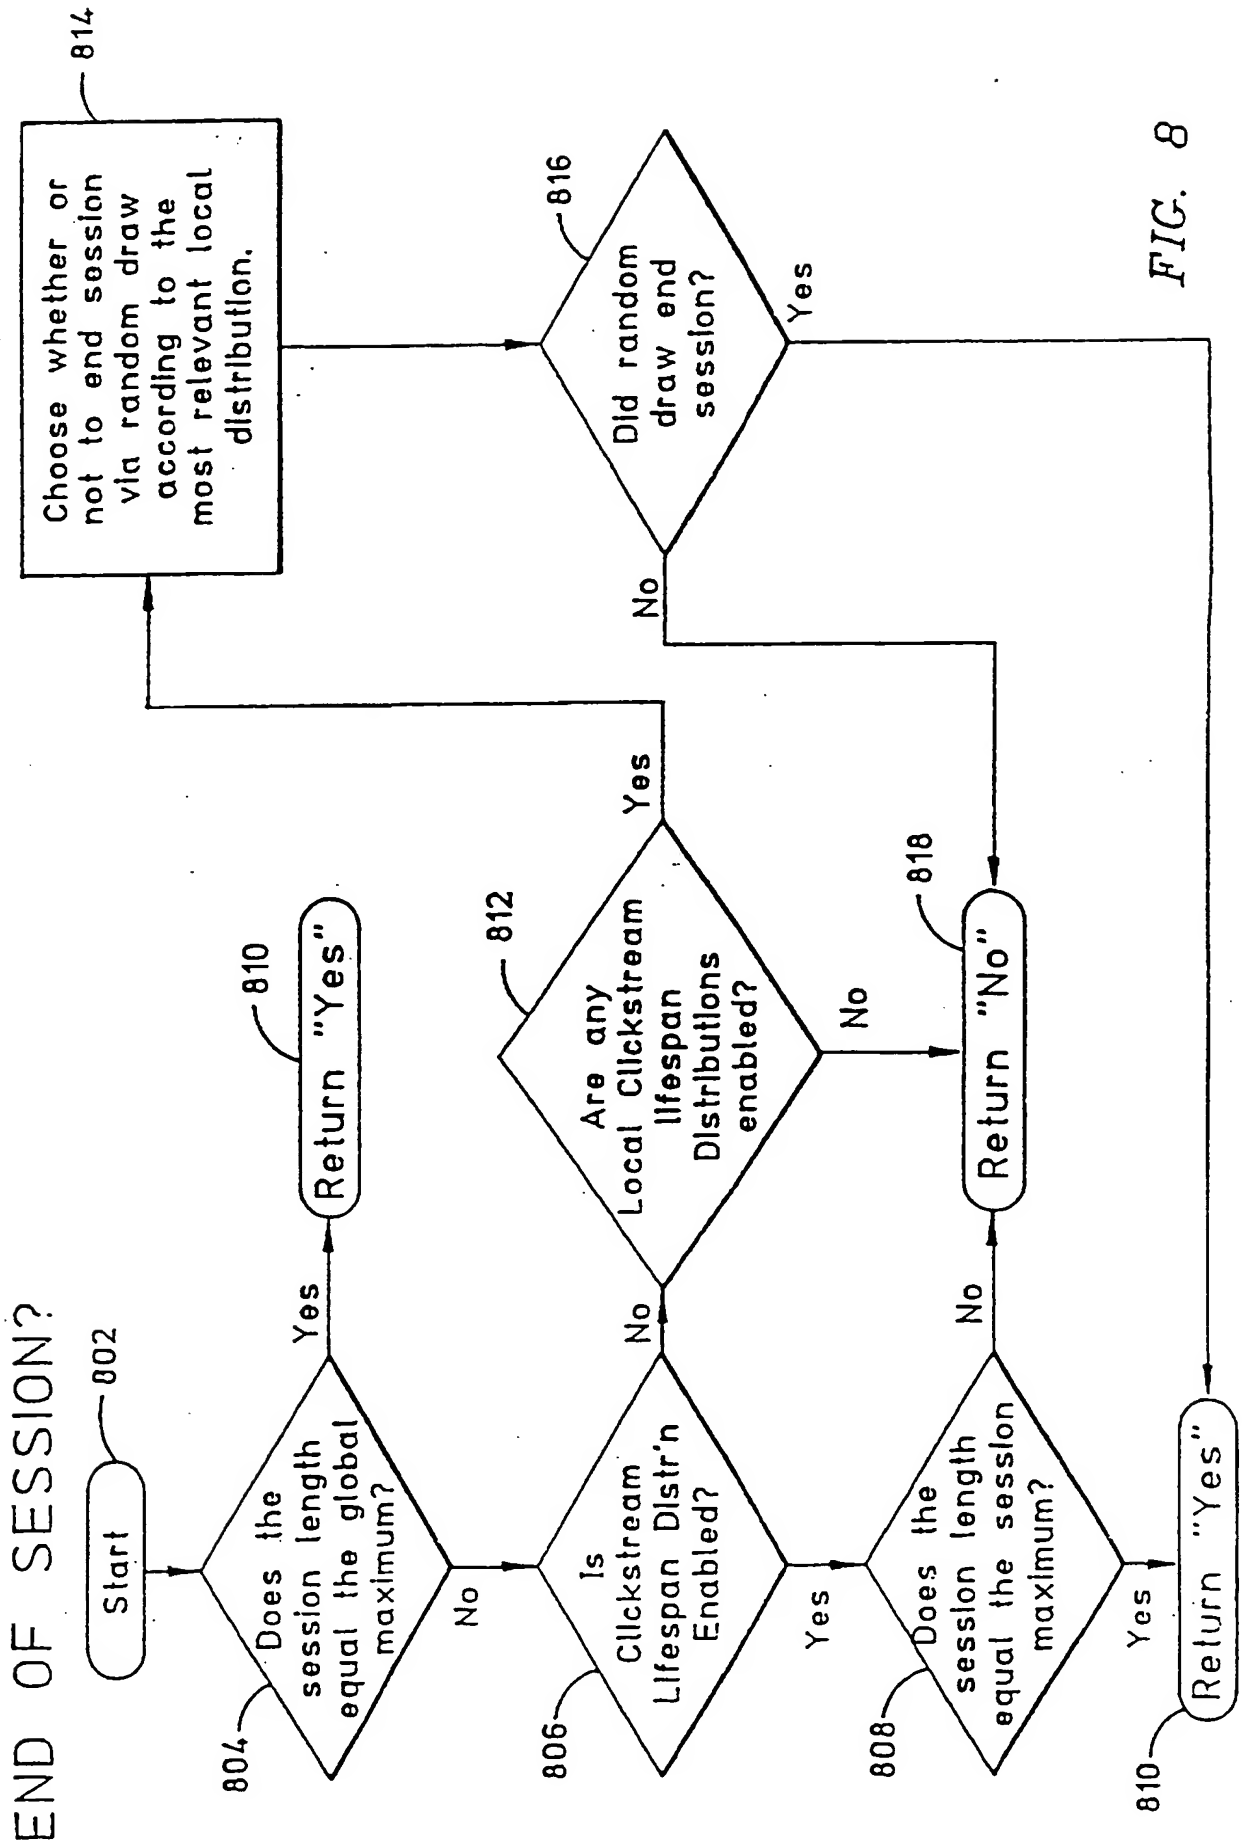 END OF SESSION?
Start
802
Does the
session length
equal the global
maximum?
804
Yes
Return "Yes"
810
No
Is
Clickstream
Lifespan Distr'n
Enabled?
806
No
Are any
Local Clickstream
lifespan
Distributions
enabled?
812
Yes
Choose whether or
not to end session
via random draw
according to the
most relevant local
distribution.
814
Did random
draw end
session?
816
No
Yes
No
Yes
Does the
session length
equal the session
maximum?
808
No
Return "No"
818
Yes
Return "Yes"
810
FIG. 8